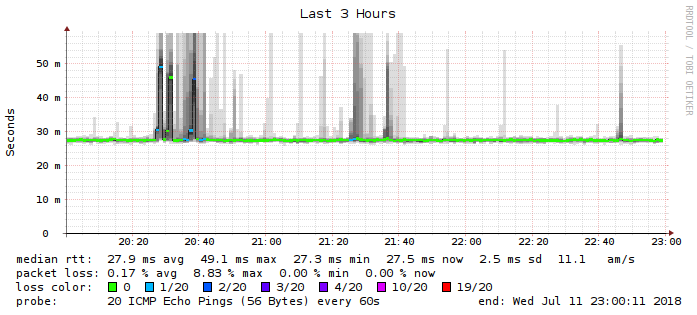 Last 3 Hours
RRDTOOL / TOBI OETIKER
Seconds
50 m
40 m
30 m
20 m
10 m
0
20:20 20:40 21:00 21:20 21:40 22:00 22:20 22:40 23:00
median rtt: 27.9 ms avg 49.1 ms max 27.3 ms min 27.5 ms now 2.5 ms sd 11.1 am/s
packet loss: 0.17 % avg 8.83 % max 0.00 % min 0.00 % now
loss color: 0 1/20 2/20 3/20 4/20 10/20 19/20
probe: 20 ICMP Echo Pings (56 Bytes) every 60s end: Wed Jul 11 23:00:11 2018